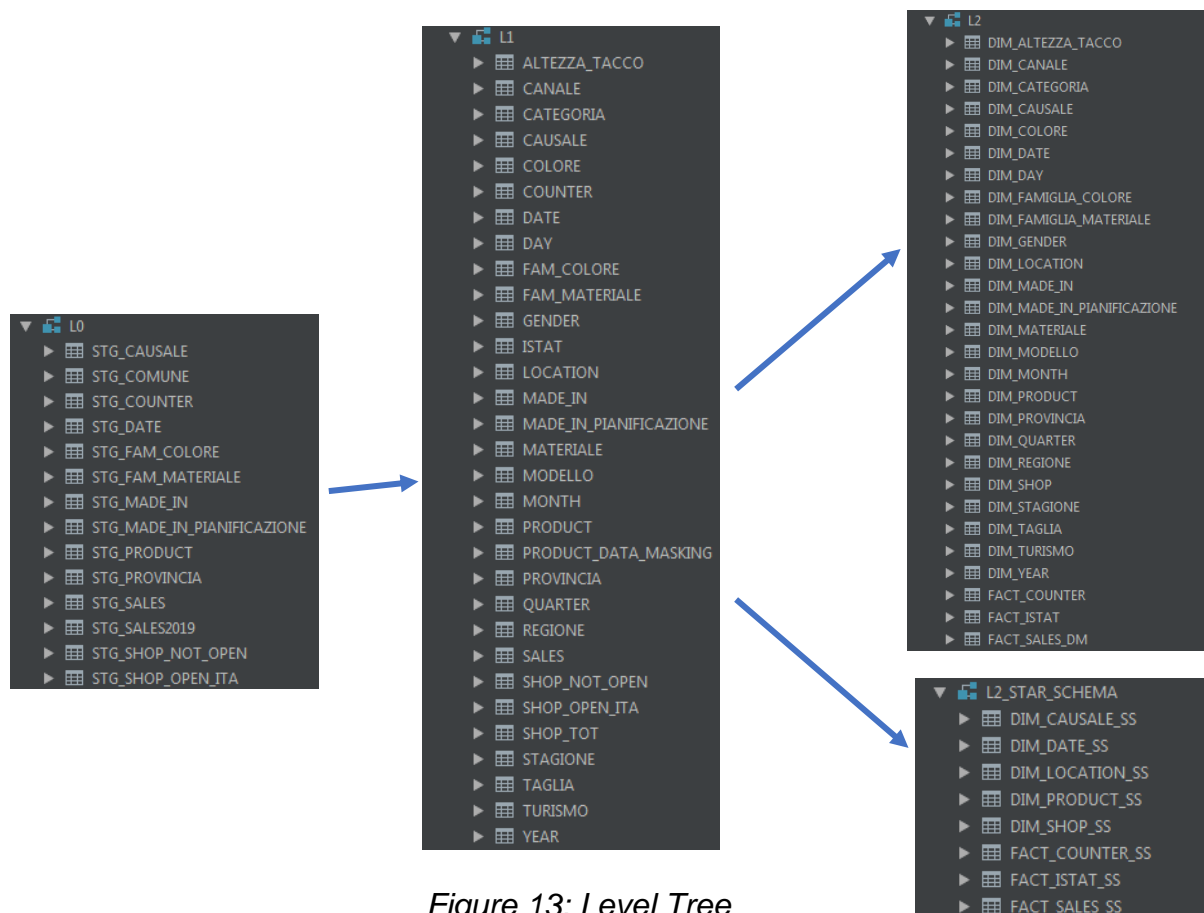 L0
STG_CAUSALE
STG_COMUNE
STG_COUNTER
STG_DATE
STG_FAM_COLORE
STG_FAM_MATERIALE
STG_MADE_IN
STG_MADE_IN_PIANIFICAZIONE
STG_PRODUCT
STG_PROVINCIA
STG_SALES
STG_SALES2019
STG_SHOP_NOT_OPEN
STG_SHOP_OPEN_ITA
L1
ALTEZZA_TACCO
CANALE
CATEGORIA
CAUSALE
COLORE
COUNTER
DATE
DAY
FAM_COLORE
FAM_MATERIALE
GENDER
ISTAT
LOCATION
MADE_IN
MADE_IN_PIANIFICAZIONE
MATERIALE
MODELLO
MONTH
PRODUCT
PRODUCT_DATA_MASKING
PROVINCIA
QUARTER
REGIONE
SALES
SHOP_NOT_OPEN
SHOP_OPEN_ITA
SHOP_TOT
STAGIONE
TAGLIA
TURISMO
YEAR
L2
DIM_ALTEZZA_TACCO
DIM_CANALE
DIM_CATEGORIA
DIM_CAUSALE
DIM_COLORE
DIM_DATE
DIM_DAY
DIM_FAMIGLIA_COLORE
DIM_FAMIGLIA_MATERIALE
DIM_GENDER
DIM_LOCATION
DIM_MADE_IN
DIM_MADE_IN_PIANIFICAZIONE
DIM_MATERIALE
DIM_MODELLO
DIM_MONTH
DIM_PRODUCT
DIM_PROVINCIA
DIM_QUARTER
DIM_REGIONE
DIM_SHOP
DIM_STAGIONE
DIM_TAGLIA
DIM_TURISMO
DIM_YEAR
FACT_COUNTER
FACT_ISTAT
FACT_SALES_DM
L2_STAR_SCHEMA
DIM_CAUSALE_SS
DIM_DATE_SS
DIM_LOCATION_SS
DIM_PRODUCT_SS
DIM_SHOP_SS
FACT_COUNTER_SS
FACT_ISTAT_SS
FACT_SALES_SS
Figure 13: Level Tree